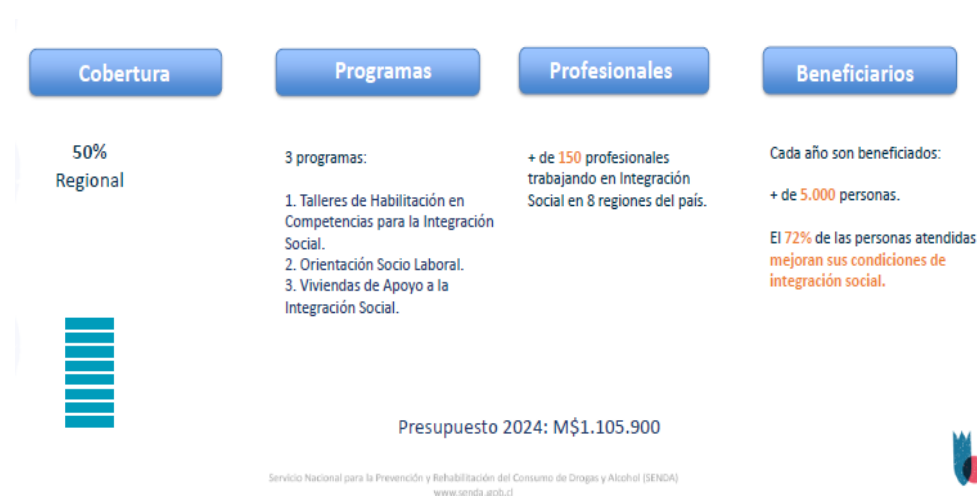 Cobertura
50%
Regional
Programas
3 programas:
1. Talleres de Habilitación en
Competencias para la Integración
Social.
2. Orientación Socio Laboral.
3. Viviendas de Apoyo a la
Integración Social.
Profesionales
+ de 150 profesionales
trabajando en Integración
Social en 8 regiones del país.
Beneficiarios
Cada año son beneficiados:
+ de 5.000 personas.
El 72% de las personas atendidas
mejoran sus condiciones de
integración social.
Presupuesto 2024: M$1.105.900
Servicio Nacional para la Prevención y Rehabilitación del Consumo de Drogas y Alcohol (SENDA)
www.senda.gob.cl